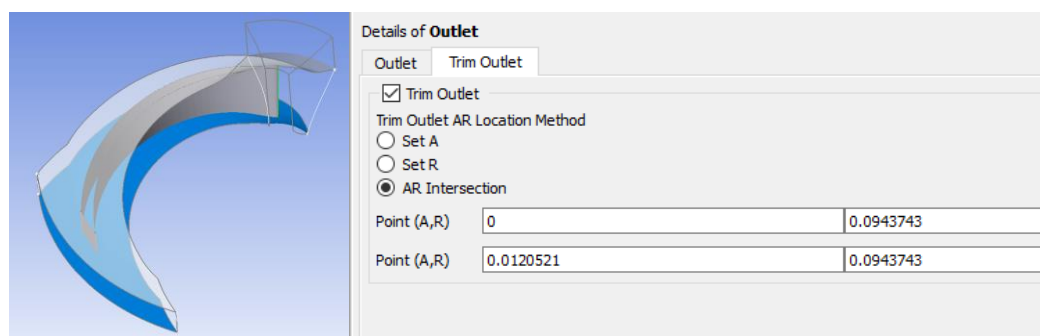 Details of Outlet
Outlet Trim Outlet
Trim Outlet
Trim Outlet AR Location Method
Set A
Set R
AR Intersection
Point (A,R) 0 0.0943743
Point (A,R) 0.0120521 0.0943743